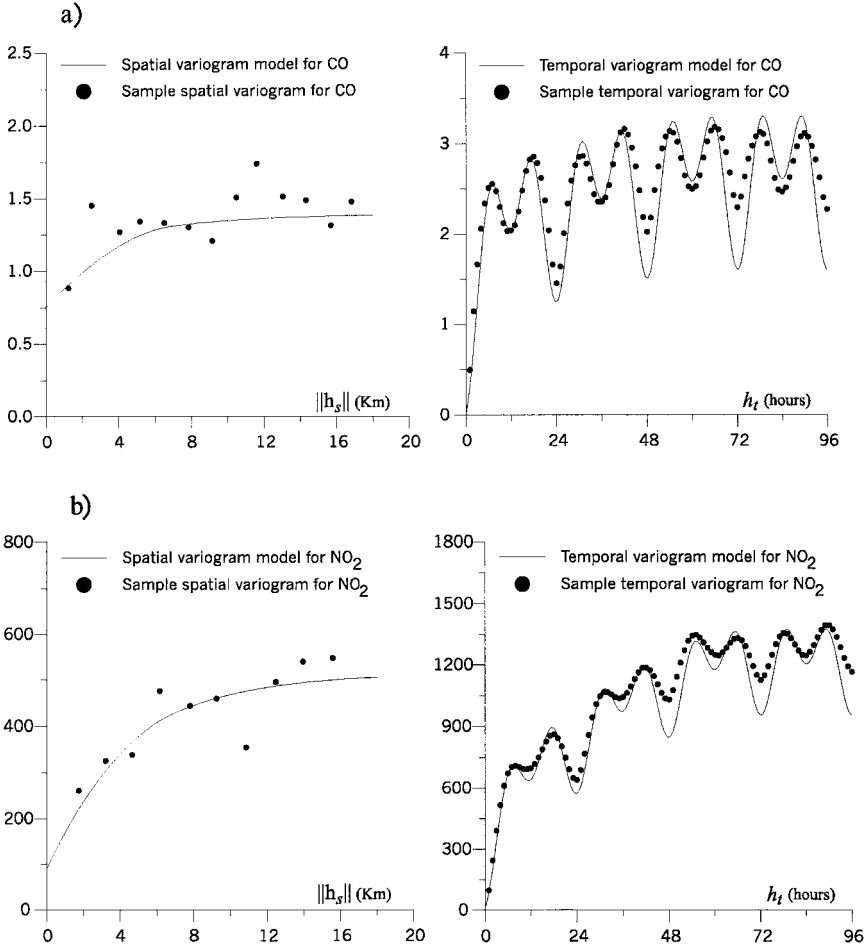 a)
Spatial variogram model for CO
Sample spatial variogram for CO
2.5
2.0
1.5
1.0
0.5
0.0
||h_s|| (Km)
0 4 8 12 16 20
Temporal variogram model for CO
Sample temporal variogram for CO
4
3
2
1
0
h_t (hours)
0 24 48 72 96
b)
Spatial variogram model for NO2
Sample spatial variogram for NO2
800
600
400
200
0
||h_s|| (Km)
0 4 8 12 16 20
Temporal variogram model for NO2
Sample temporal variogram for NO2
1800
1500
1200
900
600
300
0
h_t (hours)
0 24 48 72 96